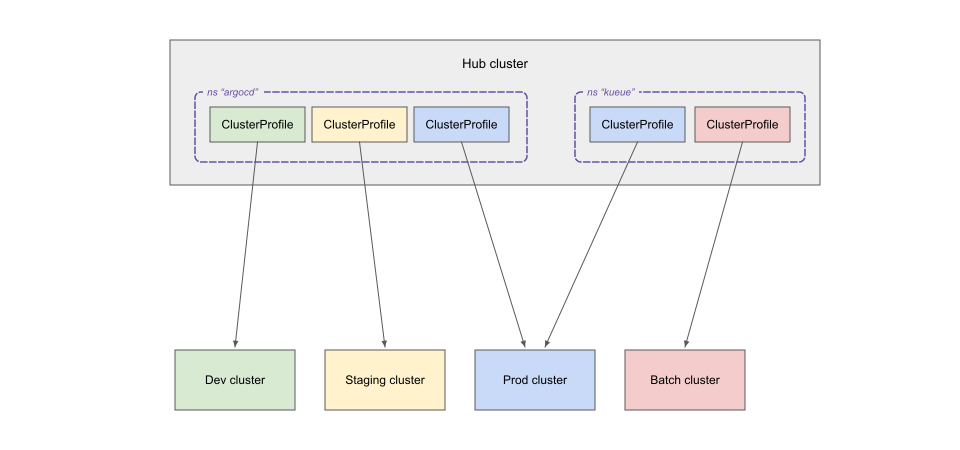 Hub cluster
ns “argocd”
ns “kueue”
ClusterProfile
ClusterProfile
ClusterProfile
ClusterProfile
ClusterProfile
Dev cluster
Staging cluster
Prod cluster
Batch cluster